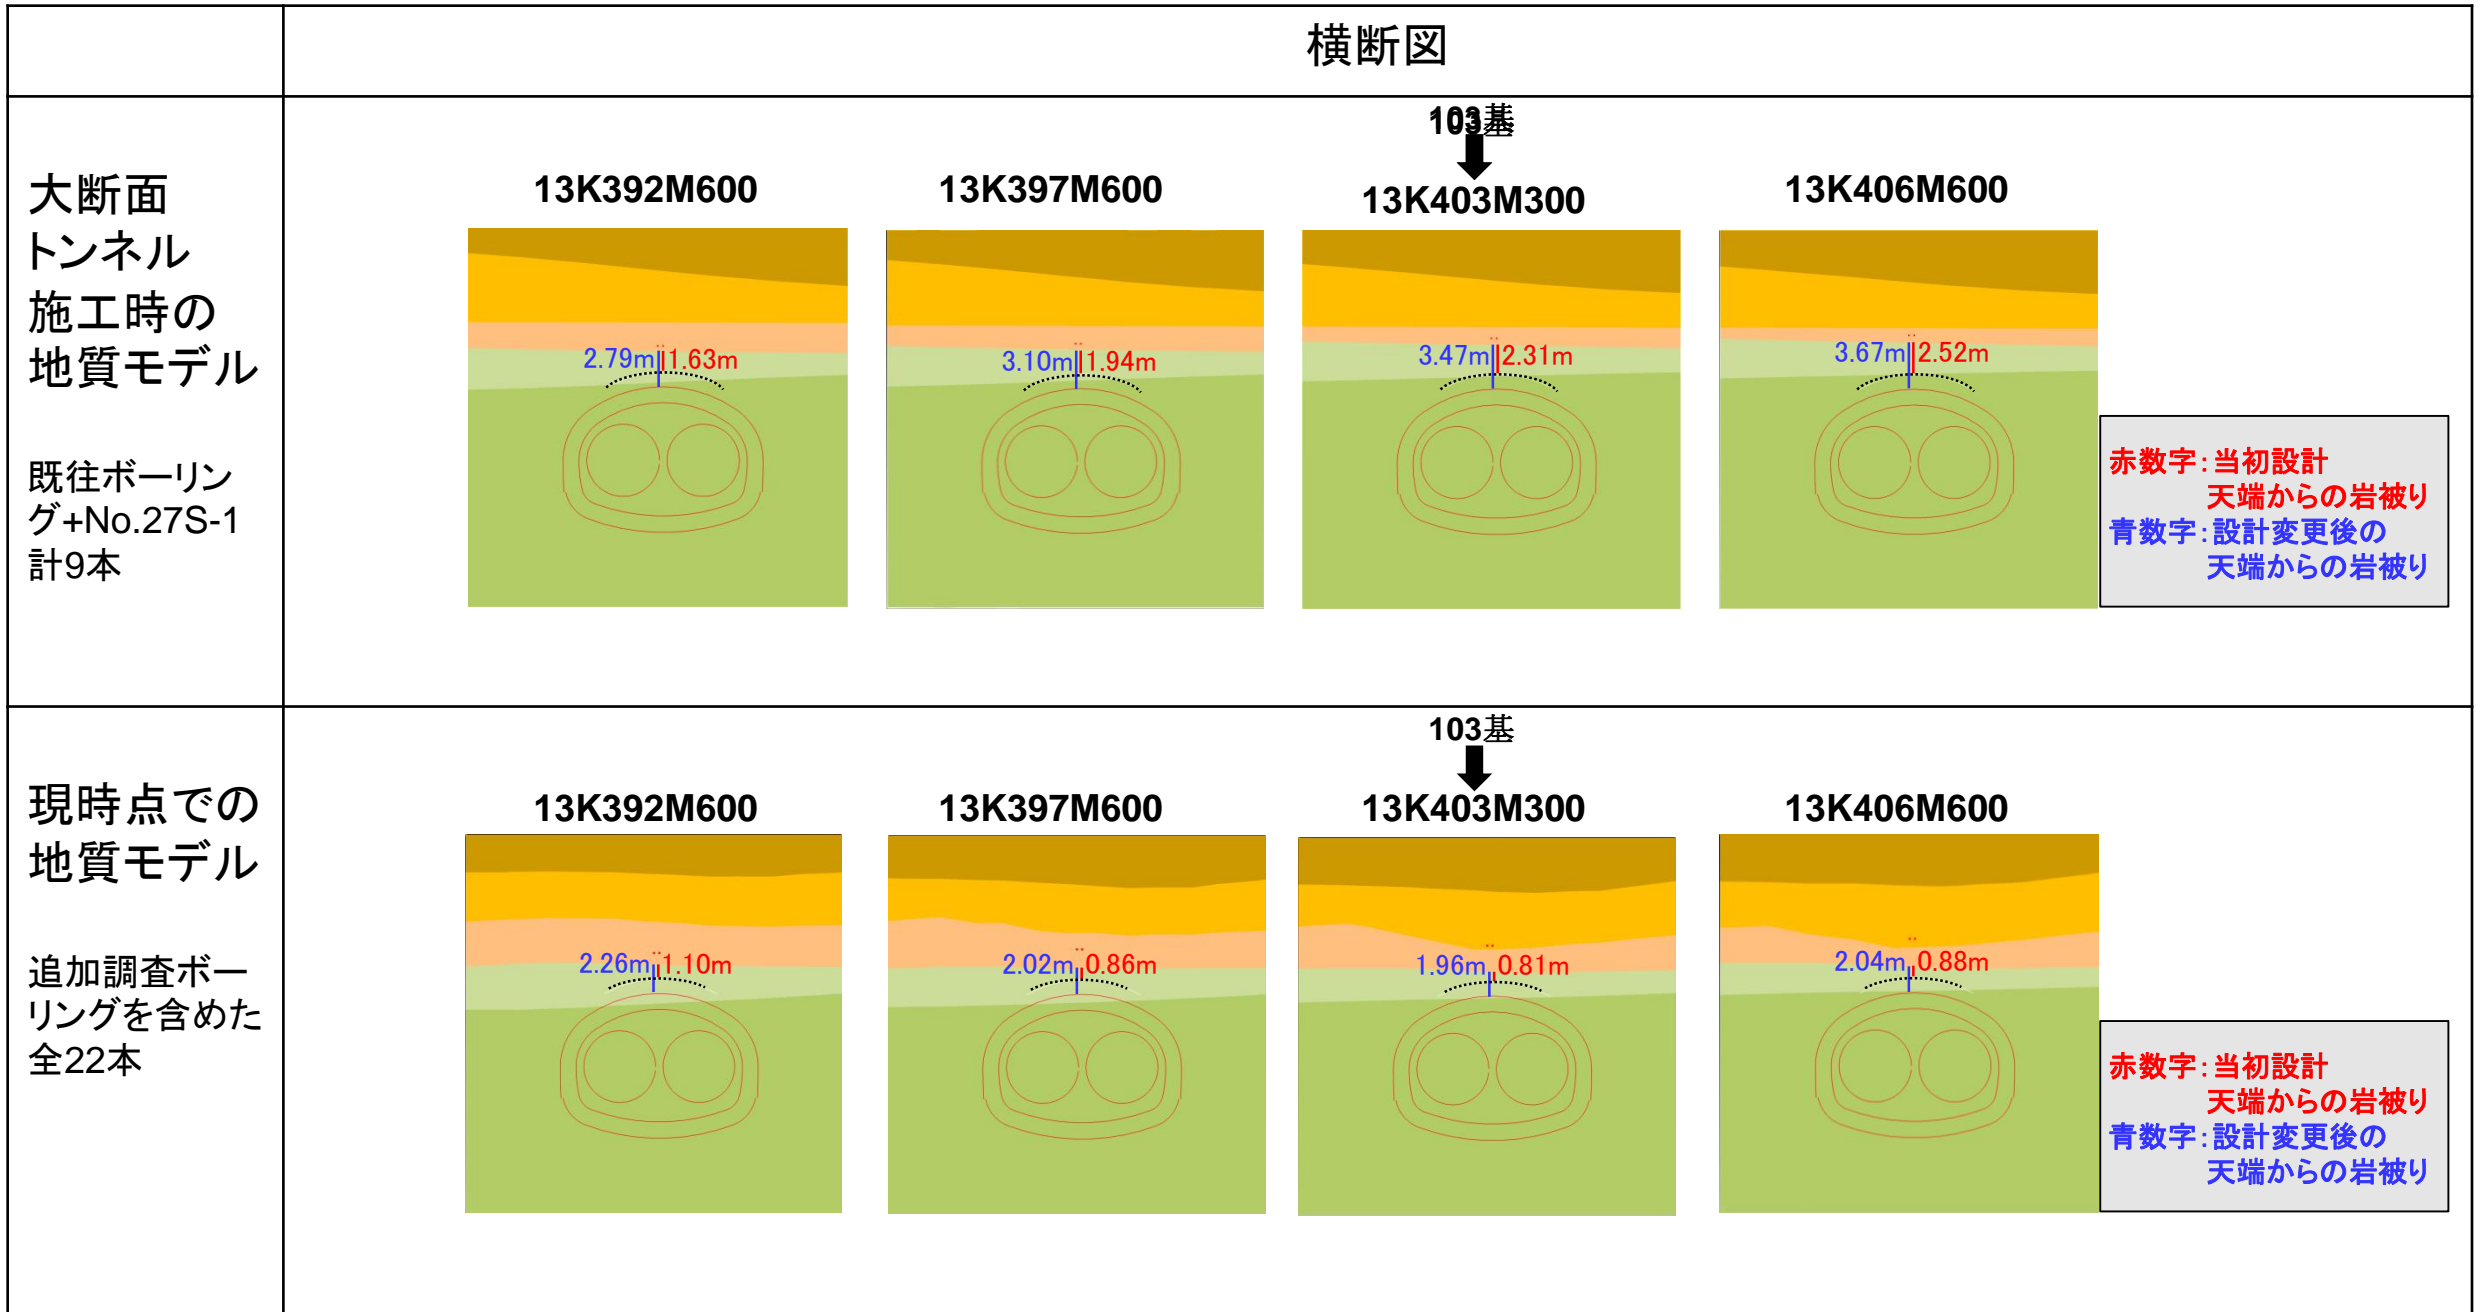 横断図
大断面
トンネル
施工時の
地質モデル
既往ボーリン
グ+No.27S-1
計9本
103基
13K392M600
13K397M600
13K403M300
13K406M600
2.79m 1.63m
3.10m 1.94m
3.47m 2.31m
3.67m 2.52m
赤数字:当初設計
天端からの岩被り
青数字:設計変更後の
天端からの岩被り
現時点での
地質モデル
追加調査ボー
リングを含めた
全22本
103基
13K392M600
13K397M600
13K403M300
13K406M600
2.26m 1.10m
2.02m 0.86m
1.96m 0.81m
2.04m 0.88m
赤数字:当初設計
天端からの岩被り
青数字:設計変更後の
天端からの岩被り